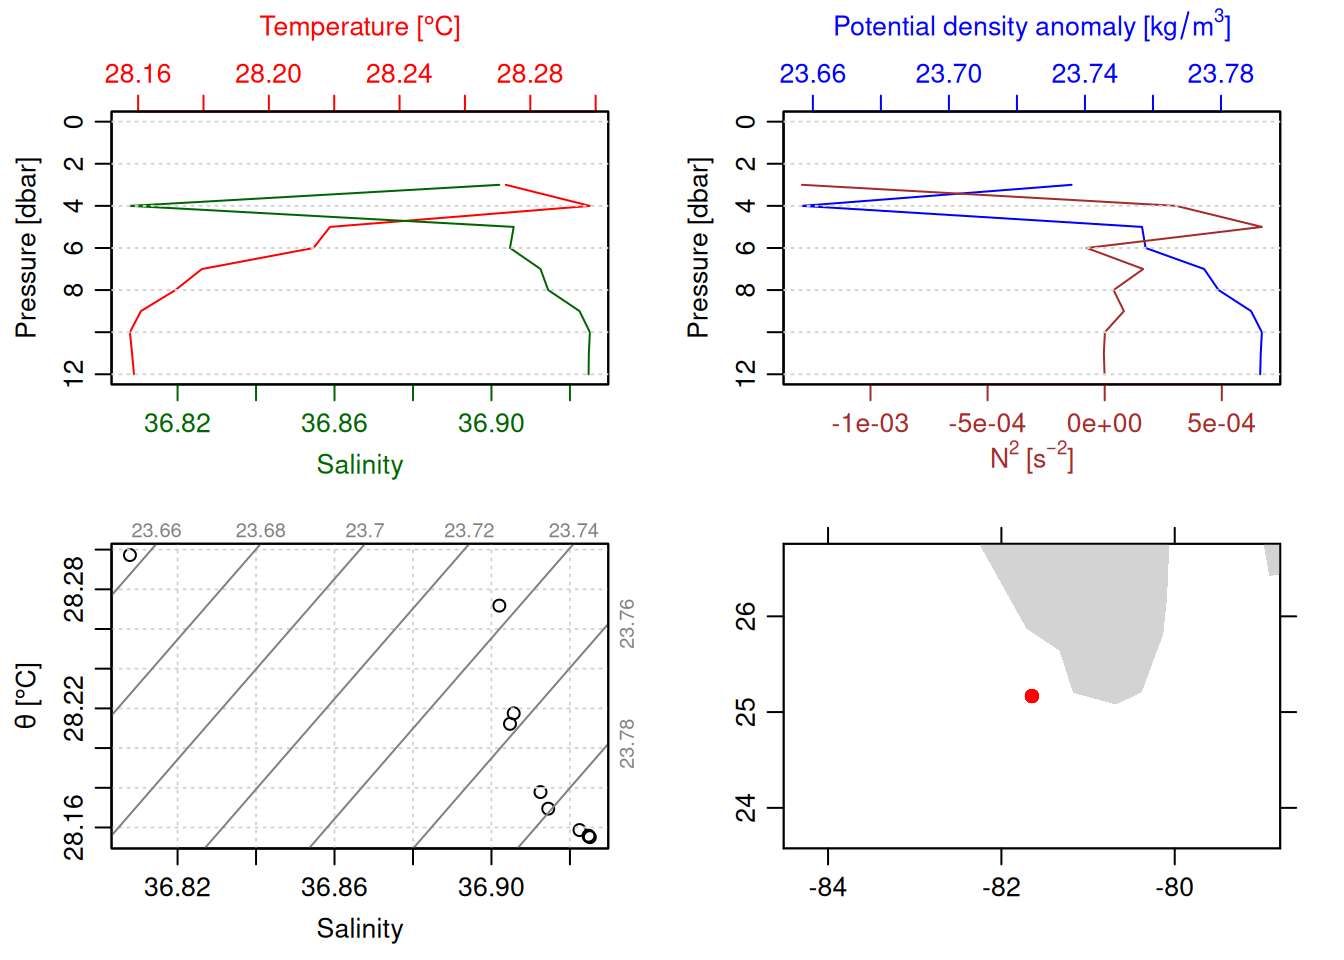 Temperature [°C]
28.16 28.20 28.24 28.28
0
2
4
6
8
12
Pressure [dbar]
36.82 36.86 36.90
Salinity
Potential density anomaly [kg/m³]
23.66 23.70 23.74 23.78
0
2
4
6
8
12
Pressure [dbar]
-1e-03 -5e-04 0e+00 5e-04
N² [s⁻²]
23.66 23.68 23.7 23.72 23.74
23.76
23.78
28.28
28.22
28.16
θ [°C]
36.82 36.86 36.90
Salinity
26
25
24
-84 -82 -80